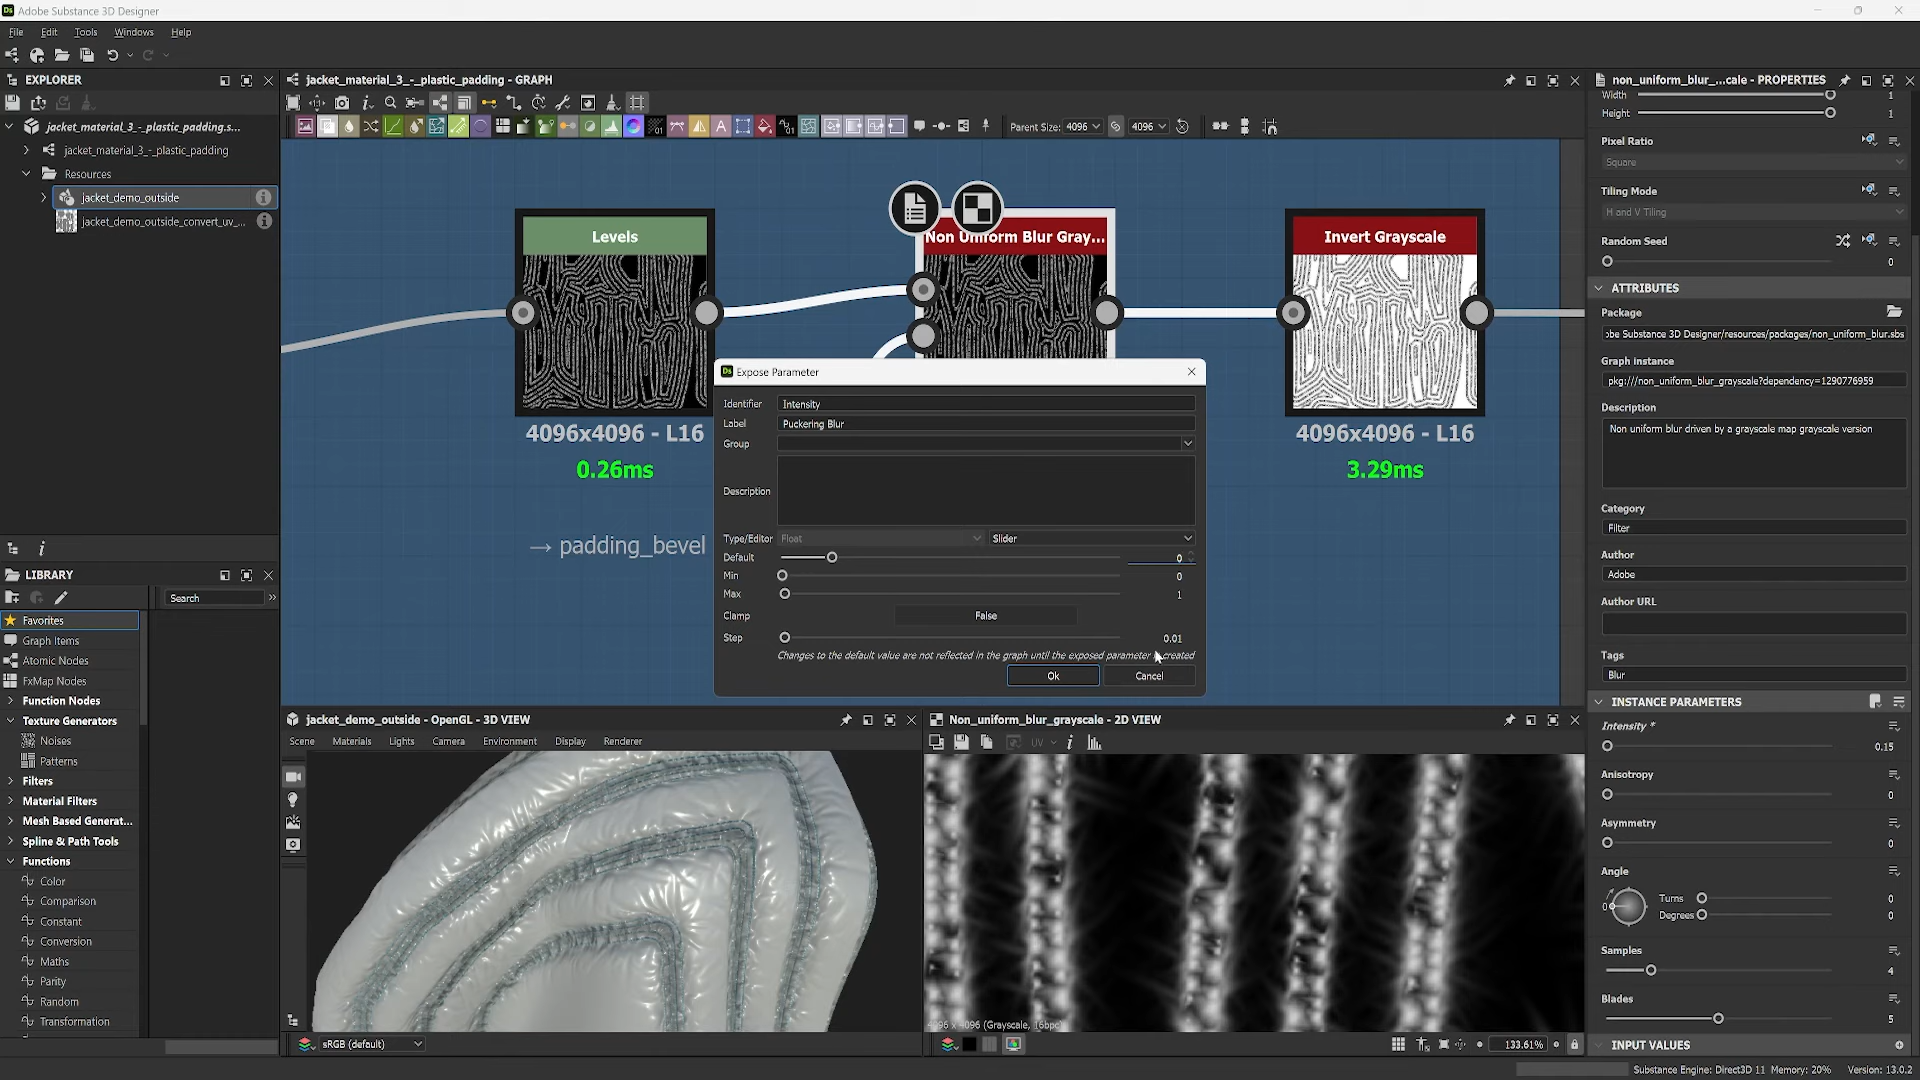 Adobe Substance 3D Designer
File Edit Tools Windows Help
EXPLORER
jacket_material_3_-_plastic_padding.s...
jacket_material_3_-_plastic_padding
Resources
jacket_demo_outside
jacket_demo_outside_convert_uv_...
LIBRARY
Search
Favorites
Graph Items
Atomic Nodes
FxMap Nodes
Function Nodes
Texture Generators
Noises
Patterns
Filters
Material Filters
Mesh Based Generat...
Spline & Path Tools
Functions
Color
Comparison
Constant
Conversion
Maths
Parity
Random
Transformation
jacket_material_3_-_plastic_padding - GRAPH
Parent Size: 4096 4096
Levels
4096x4096 - L16
0.26ms
→ padding_bevel
Non Uniform Blur Gray...
Invert Grayscale
4096x4096 - L16
3.29ms
Expose Parameter
Identifier Intensity
Label Puckering Blur
Group
Description
Type/Editor Float Slider
Default 0
Min 0
Max 1
Clamp False
Step 0.01
Changes to the default value are not reflected in the graph until the exposed parameter is created
Ok Cancel
jacket_demo_outside - OpenGL - 3D VIEW
Scene Materials Lights Camera Environment Display Renderer
sRGB (default)
Non_uniform_blur_grayscale - 2D VIEW
UV
4096 x 4096 (Grayscale, 16bpc)
133.61%
non_uniform_blur_...cale - PROPERTIES
Width 1
Height 1
Pixel Ratio
Square
Tiling Mode
H and V Tiling
Random Seed
0
ATTRIBUTES
Package
obe Substance 3D Designer/resources/packages/non_uniform_blur.sbs
Graph instance
pkg:///non_uniform_blur_grayscale?dependency=1290776959
Description
Non uniform blur driven by a grayscale map grayscale version
Category
Filter
Author
Adobe
Author URL
Tags
Blur
INSTANCE PARAMETERS
Intensity *
0.15
Anisotropy
0
Asymmetry
0
Angle
0 Turns 0
Degrees 0
Samples
4
Blades
5
INPUT VALUES
Substance Engine: Direct3D 11 Memory: 20% Version: 13.0.2